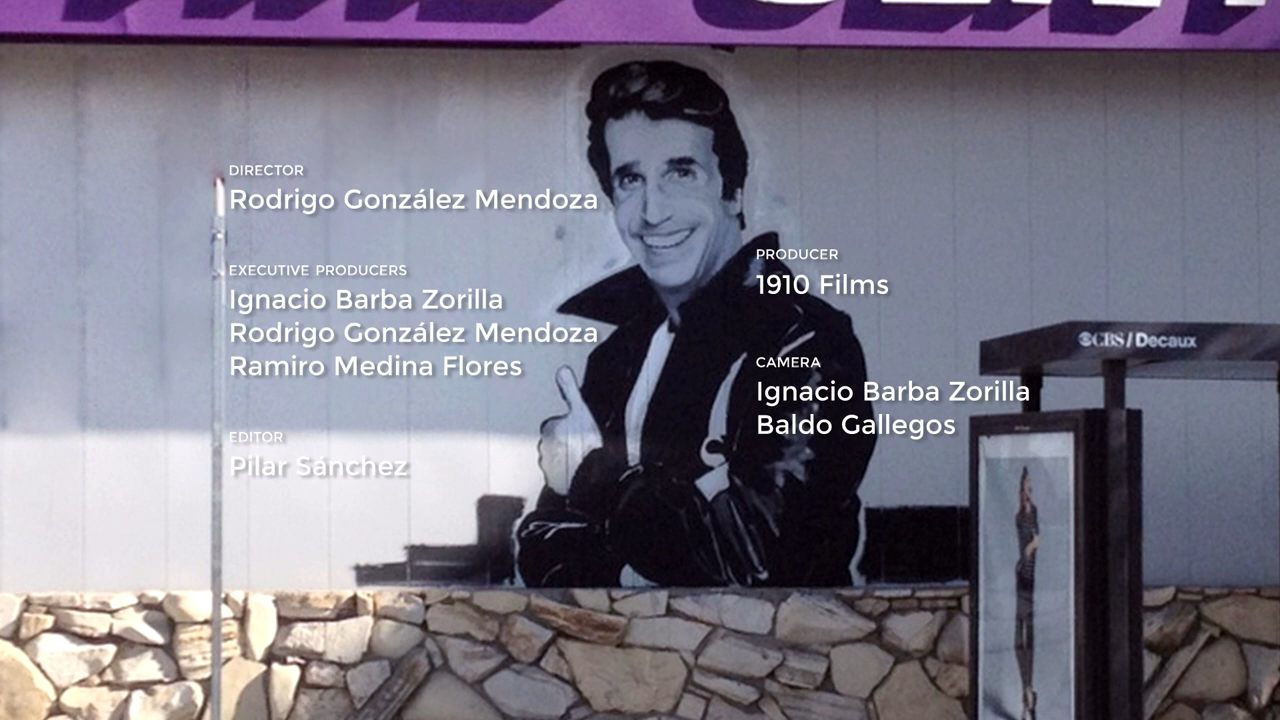 DIRECTOR
Rodrigo González Mendoza
EXECUTIVE PRODUCERS
Ignacio Barba Zorilla
Rodrigo González Mendoza
Ramiro Medina Flores
EDITOR
Pilar Sánchez
PRODUCER
1910 Films
CAMERA
Ignacio Barba Zorilla
Baldo Gallegos
CBS/Decaux